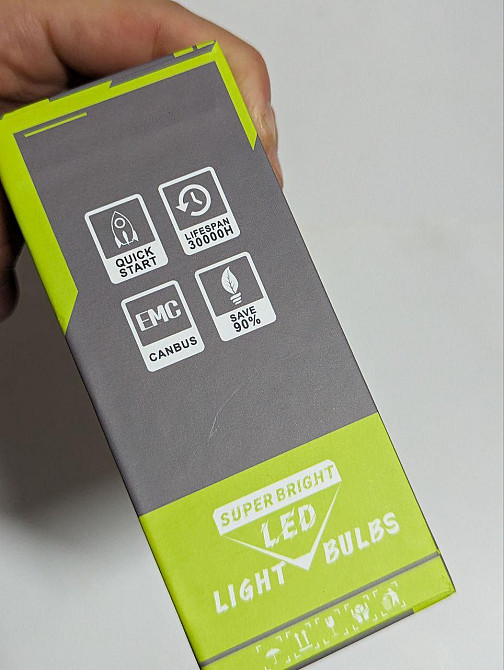 QUICK
START
LIFESPAN
30000H
EMC
CANBUS
SAVE
90%
SUPER BRIGHT
LED
LIGHT BULBS